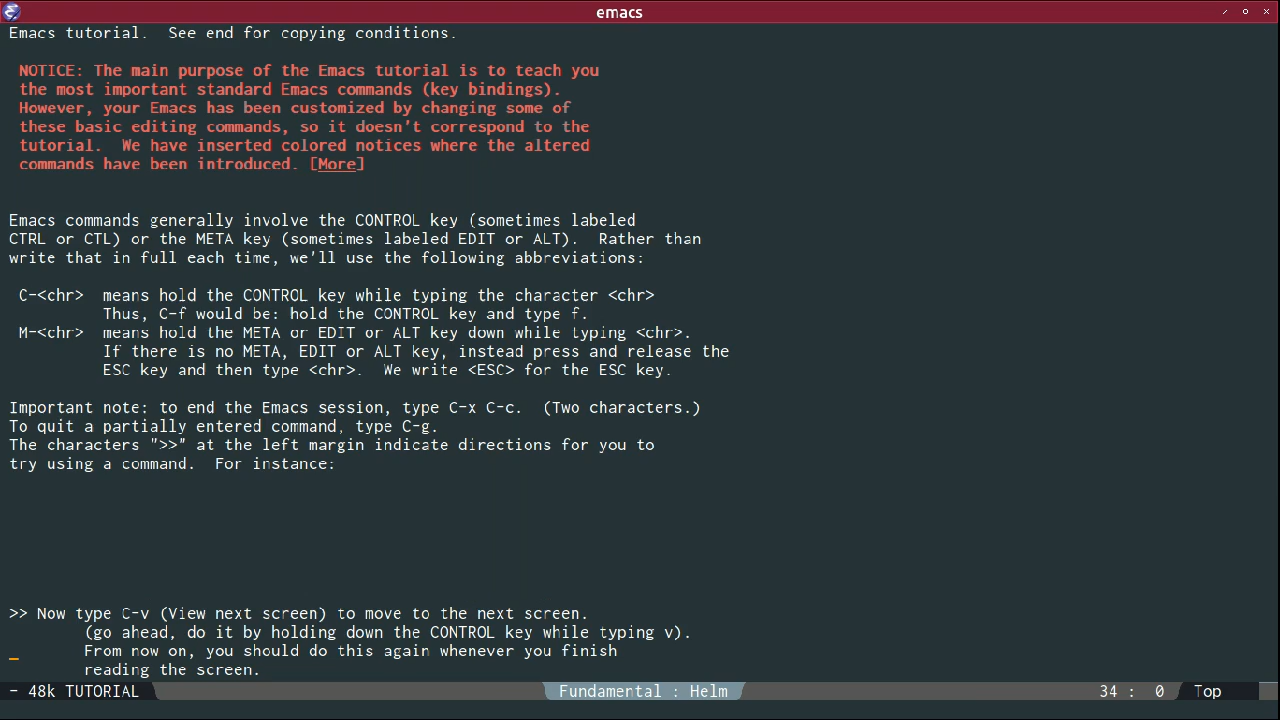 emacs
Emacs tutorial.  See end for copying conditions.
NOTICE: The main purpose of the Emacs tutorial is to teach you
the most important standard Emacs commands (key bindings).
However, your Emacs has been customized by changing some of
these basic editing commands, so it doesn't correspond to the
tutorial.  We have inserted colored notices where the altered
commands have been introduced. [More]
Emacs commands generally involve the CONTROL key (sometimes labeled
CTRL or CTL) or the META key (sometimes labeled EDIT or ALT).  Rather than
write that in full each time, we'll use the following abbreviations:
C-<chr>  means hold the CONTROL key while typing the character <chr>
Thus, C-f would be: hold the CONTROL key and type f.
M-<chr>  means hold the META or EDIT or ALT key down while typing <chr>.
If there is no META, EDIT or ALT key, instead press and release the
ESC key and then type <chr>.  We write <ESC> for the ESC key.
Important note: to end the Emacs session, type C-x C-c.  (Two characters.)
To quit a partially entered command, type C-g.
The characters ">>" at the left margin indicate directions for you to
try using a command.  For instance:
>> Now type C-v (View next screen) to move to the next screen.
(go ahead, do it by holding down the CONTROL key while typing v).
From now on, you should do this again whenever you finish
reading the screen.
- 48k TUTORIAL Fundamental : Helm 34 : 0 Top